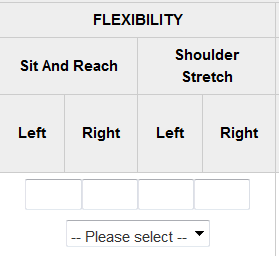 FLEXIBILITY
Sit And Reach
Shoulder
Stretch
Left Right Left Right
-- Please select --